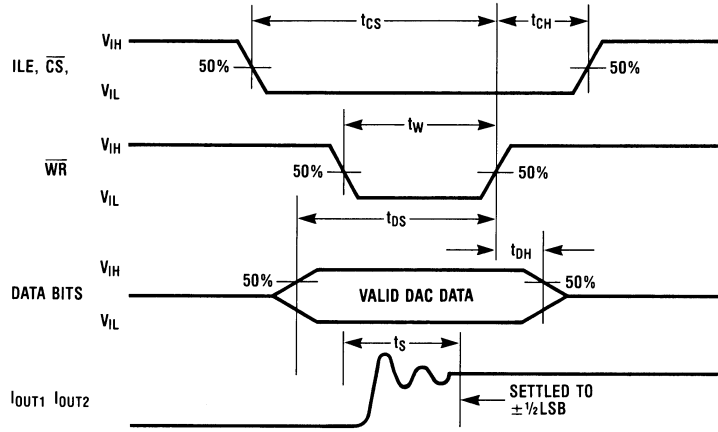 tCS
tCH
VIH
ILE, CS,
50%
50%
VIL
tW
VIH
WR
50%
50%
VIL
tDS
tDH
VIH
50%
50%
DATA BITS
VALID DAC DATA
VIL
tS
IOUT1 IOUT2
SETTLED TO
±½LSB